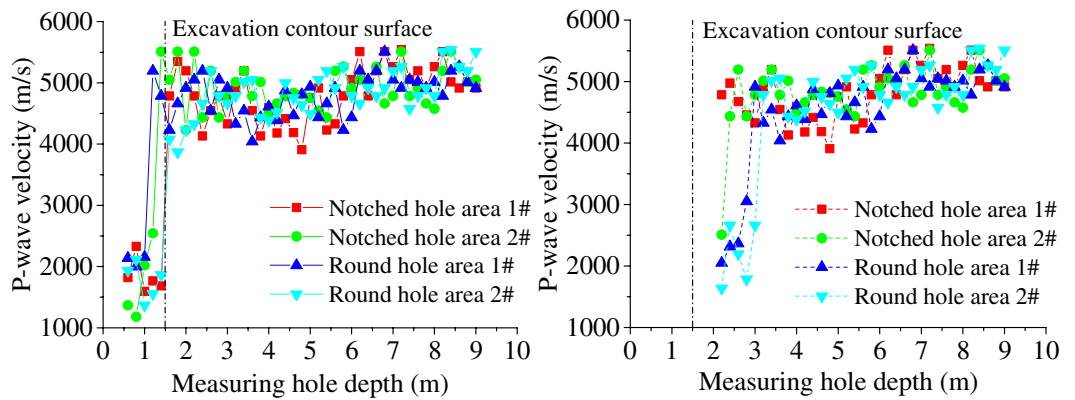 Excavation contour surface
P-wave velocity (m/s)
6000
5000
4000
3000
2000
1000
Notched hole area 1#
Notched hole area 2#
Round hole area 1#
Round hole area 2#
0 1 2 3 4 5 6 7 8 9 10
Measuring hole depth (m)
Excavation contour surface
P-wave velocity (m/s)
6000
5000
4000
3000
2000
1000
Notched hole area 1#
Notched hole area 2#
Round hole area 1#
Round hole area 2#
0 1 2 3 4 5 6 7 8 9 10
Measuring hole depth (m)